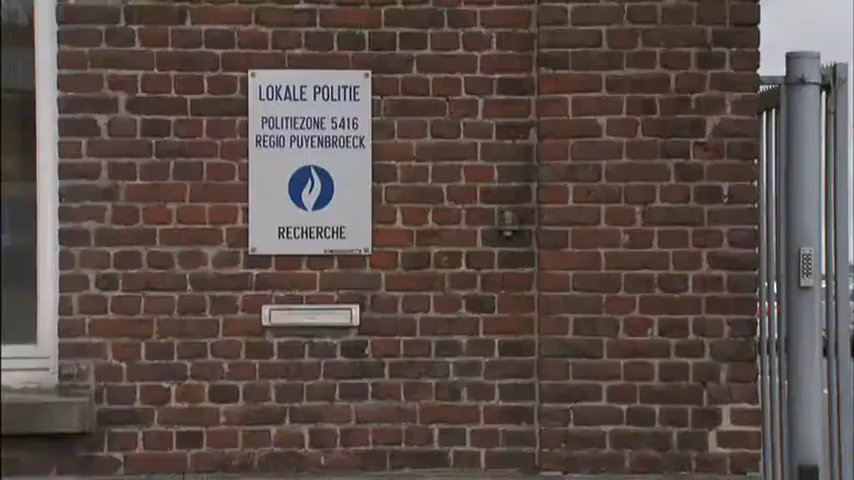 LOKALE POLITIE
POLITIEZONE 5416
REGIO PUYENBROECK
RECHERCHE